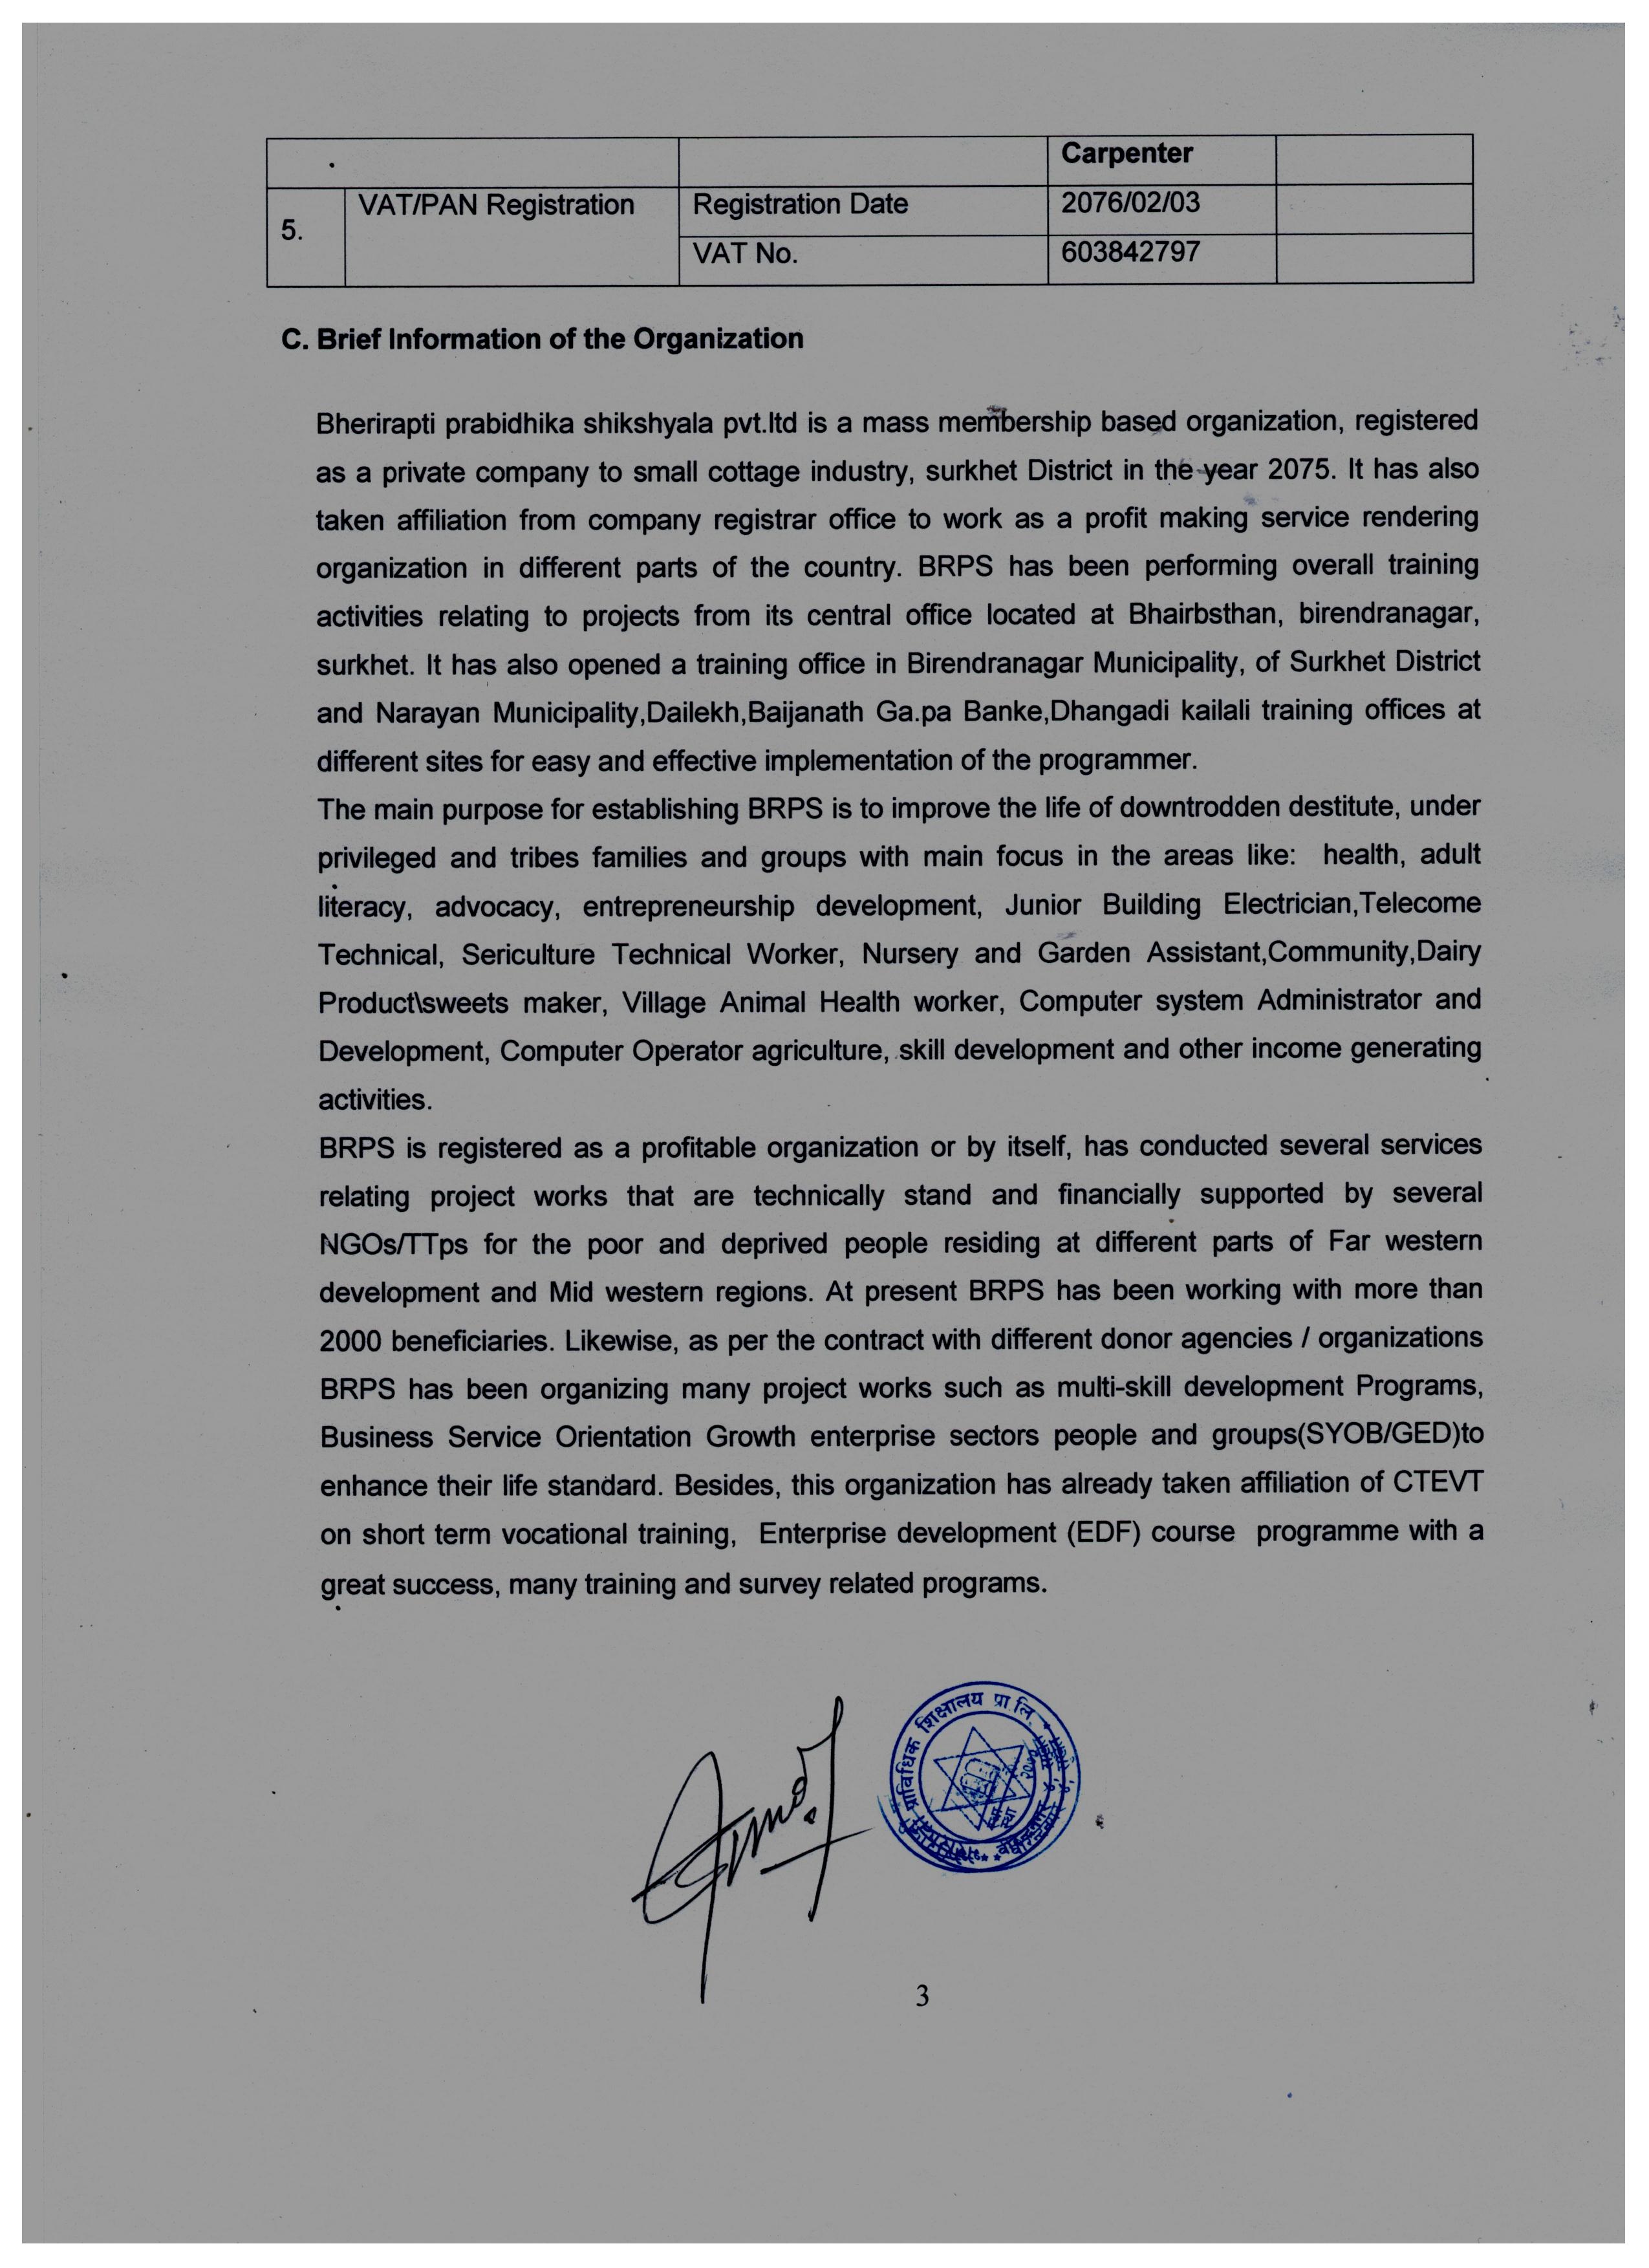 Carpenter
5. VAT/PAN Registration Registration Date 2076/02/03
VAT No. 603842797
C. Brief Information of the Organization
Bherirapti prabidhika shikshyala pvt.ltd is a mass membership based organization, registered
as a private company to small cottage industry, surkhet District in the year 2075. It has also
taken affiliation from company registrar office to work as a profit making service rendering
organization in different parts of the country. BRPS has been performing overall training
activities relating to projects from its central office located at Bhairbsthan, birendranagar,
surkhet. It has also opened a training office in Birendranagar Municipality, of Surkhet District
and Narayan Municipality,Dailekh,Baijanath Ga.pa Banke,Dhangadi kailali training offices at
different sites for easy and effective implementation of the programmer.
The main purpose for establishing BRPS is to improve the life of downtrodden destitute, under
privileged and tribes families and groups with main focus in the areas like: health, adult
literacy, advocacy, entrepreneurship development, Junior Building Electrician,Telecome
Technical, Sericulture Technical Worker, Nursery and Garden Assistant,Community,Dairy
Product\sweets maker, Village Animal Health worker, Computer system Administrator and
Development, Computer Operator agriculture, skill development and other income generating
activities.
BRPS is registered as a profitable organization or by itself, has conducted several services
relating project works that are technically stand and financially supported by several
NGOs/TTps for the poor and deprived people residing at different parts of Far western
development and Mid western regions. At present BRPS has been working with more than
2000 beneficiaries. Likewise, as per the contract with different donor agencies / organizations
BRPS has been organizing many project works such as multi-skill development Programs,
Business Service Orientation Growth enterprise sectors people and groups(SYOB/GED)to
enhance their life standard. Besides, this organization has already taken affiliation of CTEVT
on short term vocational training, Enterprise development (EDF) course programme with a
great success, many training and survey related programs.
प्राविधिक शिक्षालय प्रा.लि.
3